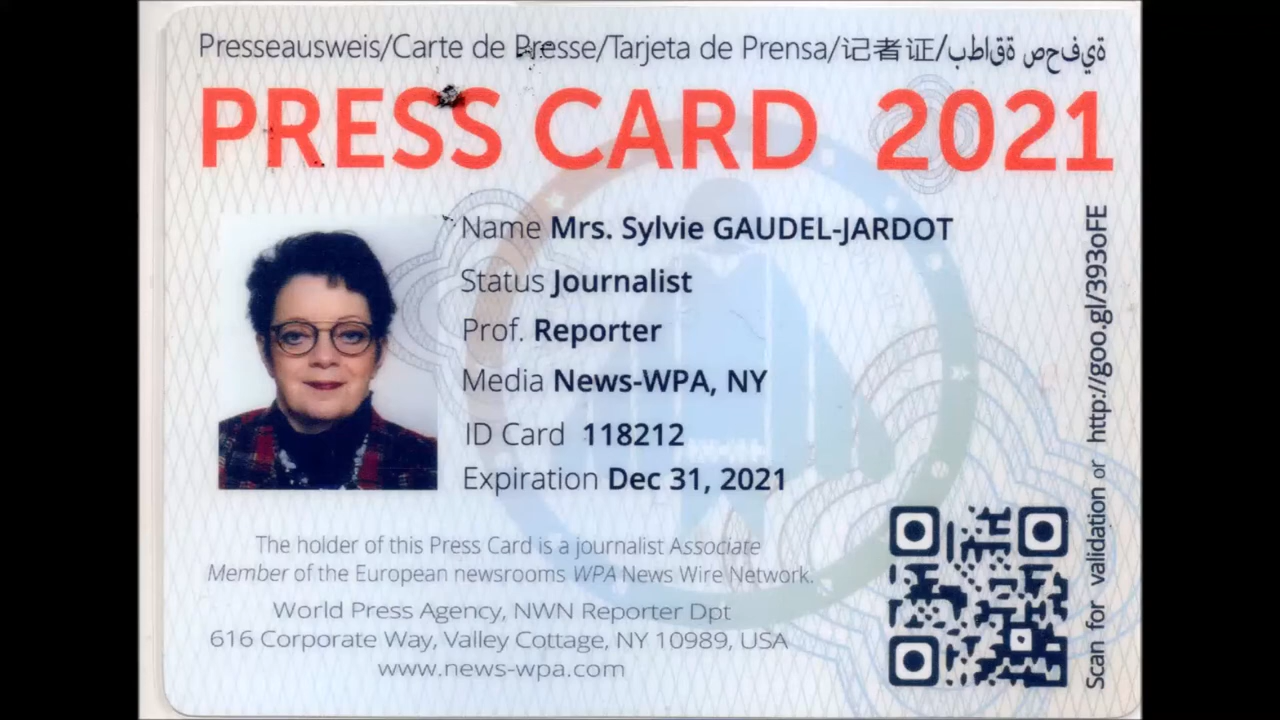 Presseausweis/Carte de Presse/Tarjeta de Prensa/记者证/ةيفحص ةقاطب
PRESS CARD 2021
Name Mrs. Sylvie GAUDEL-JARDOT
Status Journalist
Prof. Reporter
Media News-WPA, NY
ID Card 118212
Expiration Dec 31, 2021
The holder of this Press Card is a journalist Associate
Member of the European newsrooms WPA News Wire Network.
World Press Agency, NWN Reporter Dpt
616 Corporate Way, Valley Cottage, NY 10989, USA
www.news-wpa.com
Scan for validation or http://goo.gl/393oFE